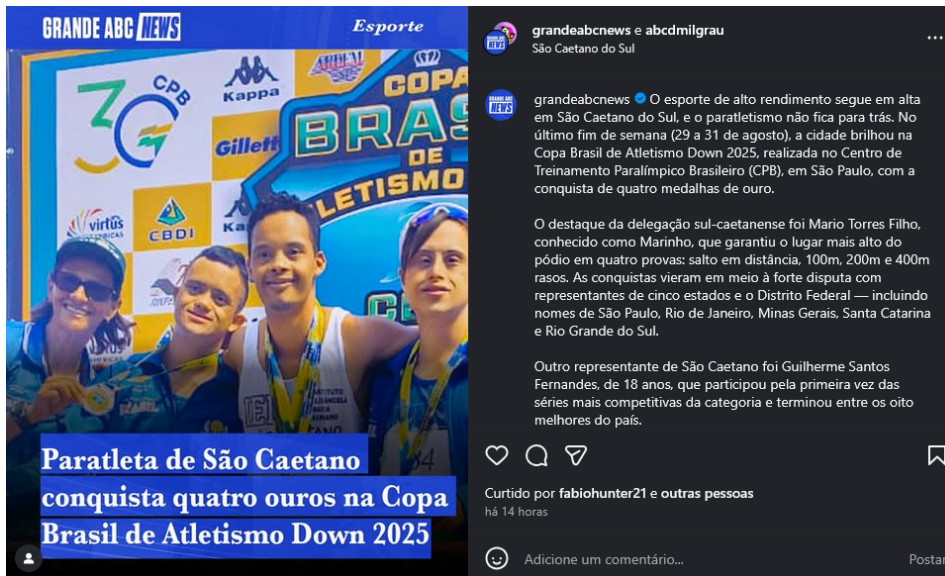 GRANDE ABC NEWS
Esporte
30 CPB
Kappa
ARDEM
Gillett
COPA
BRAS
DE
ATLETISMO
virtus
CBDI
Paratleta de São Caetano
conquista quatro ouros na Copa
Brasil de Atletismo Down 2025
grandeabcnews e abcdmilgrau
São Caetano do Sul
grandeabcnews O esporte de alto rendimento segue em alta
em São Caetano do Sul, e o paratletismo não fica para trás. No
último fim de semana (29 a 31 de agosto), a cidade brilhou na
Copa Brasil de Atletismo Down 2025, realizada no Centro de
Treinamento Paralímpico Brasileiro (CPB), em São Paulo, com a
conquista de quatro medalhas de ouro.
O destaque da delegação sul-caetanense foi Mario Torres Filho,
conhecido como Marinho, que garantiu o lugar mais alto do
pódio em quatro provas: salto em distância, 100m, 200m e 400m
rasos. As conquistas vieram em meio à forte disputa com
representantes de cinco estados e o Distrito Federal — incluindo
nomes de São Paulo, Rio de Janeiro, Minas Gerais, Santa Catarina
e Rio Grande do Sul.
Outro representante de São Caetano foi Guilherme Santos
Fernandes, de 18 anos, que participou pela primeira vez das
séries mais competitivas da categoria e terminou entre os oito
melhores do país.
Curtido por fabiohunter21 e outras pessoas
há 14 horas
Adicione um comentário...
Postar